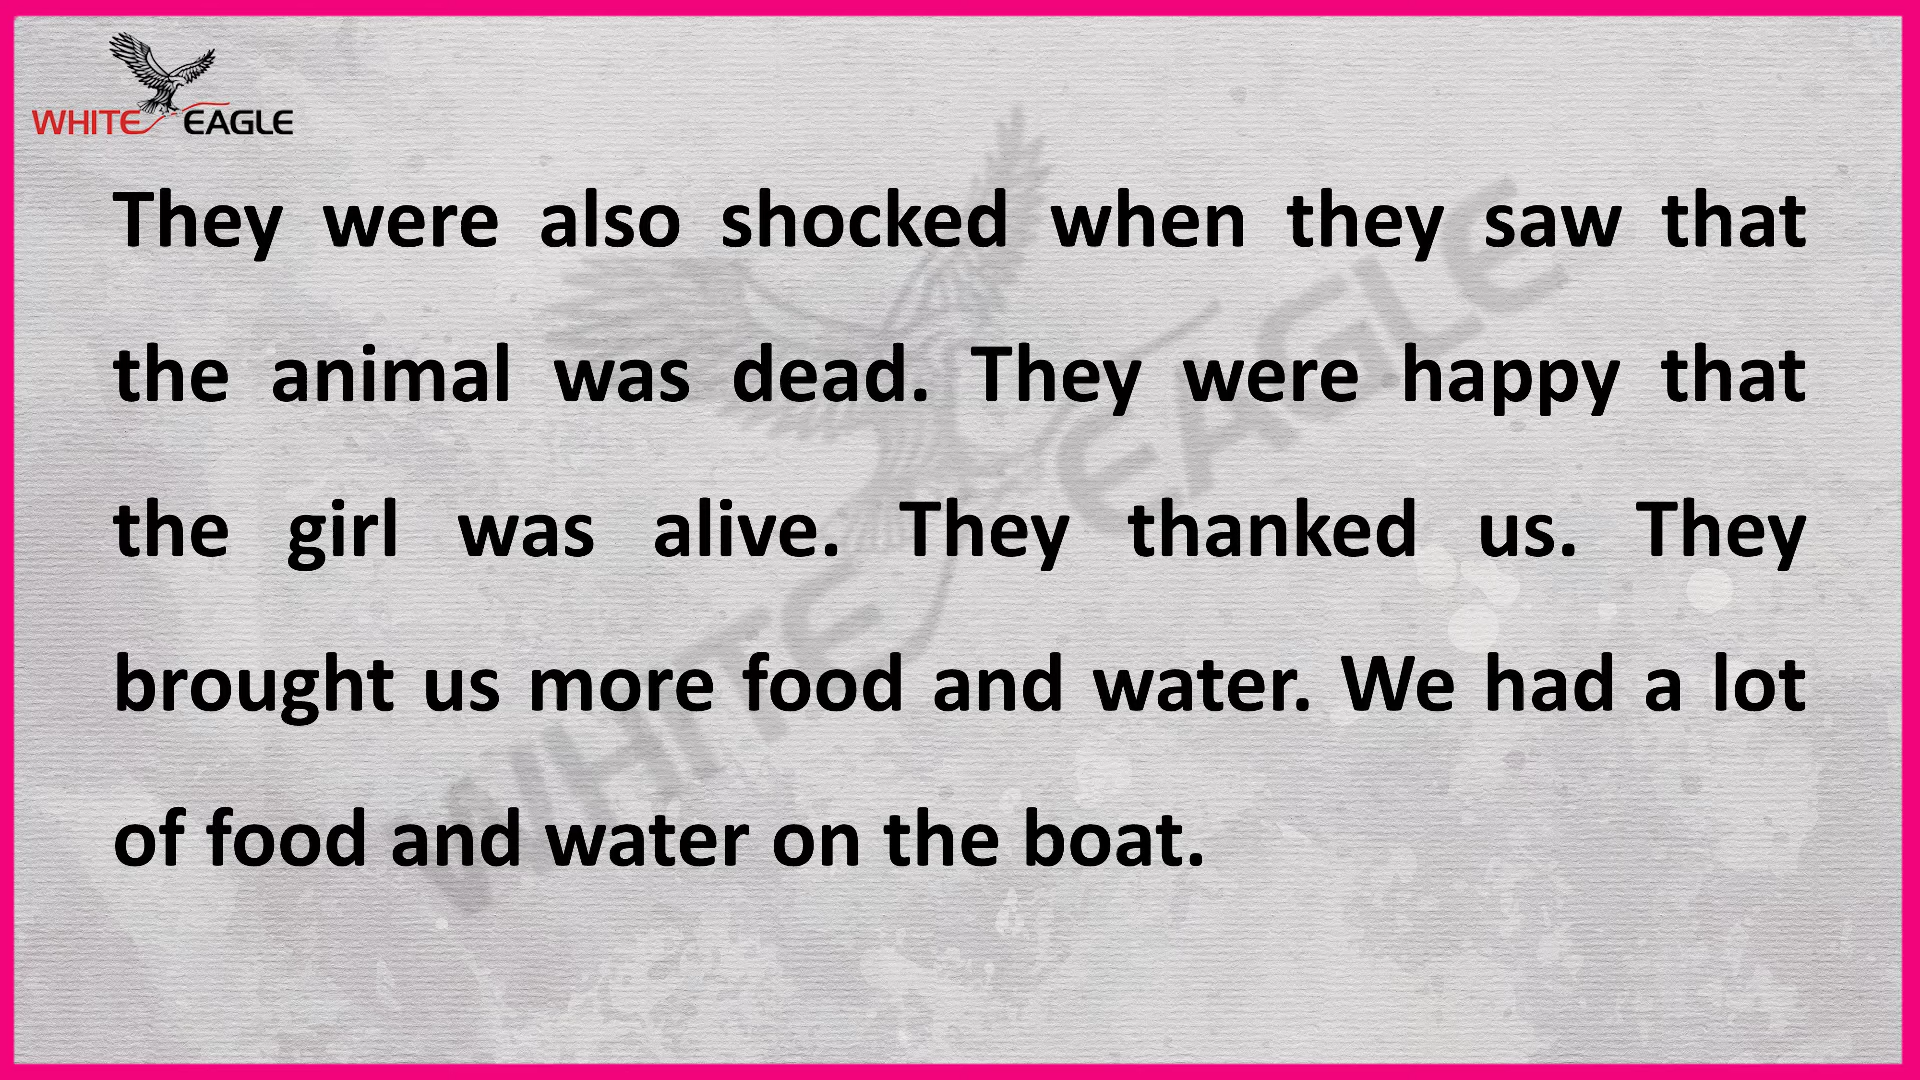 WHITE EAGLE
They were also shocked when they saw that
the animal was dead. They were happy that
the girl was alive. They thanked us. They
brought us more food and water. We had a lot
of food and water on the boat.
WHITE EAGLE